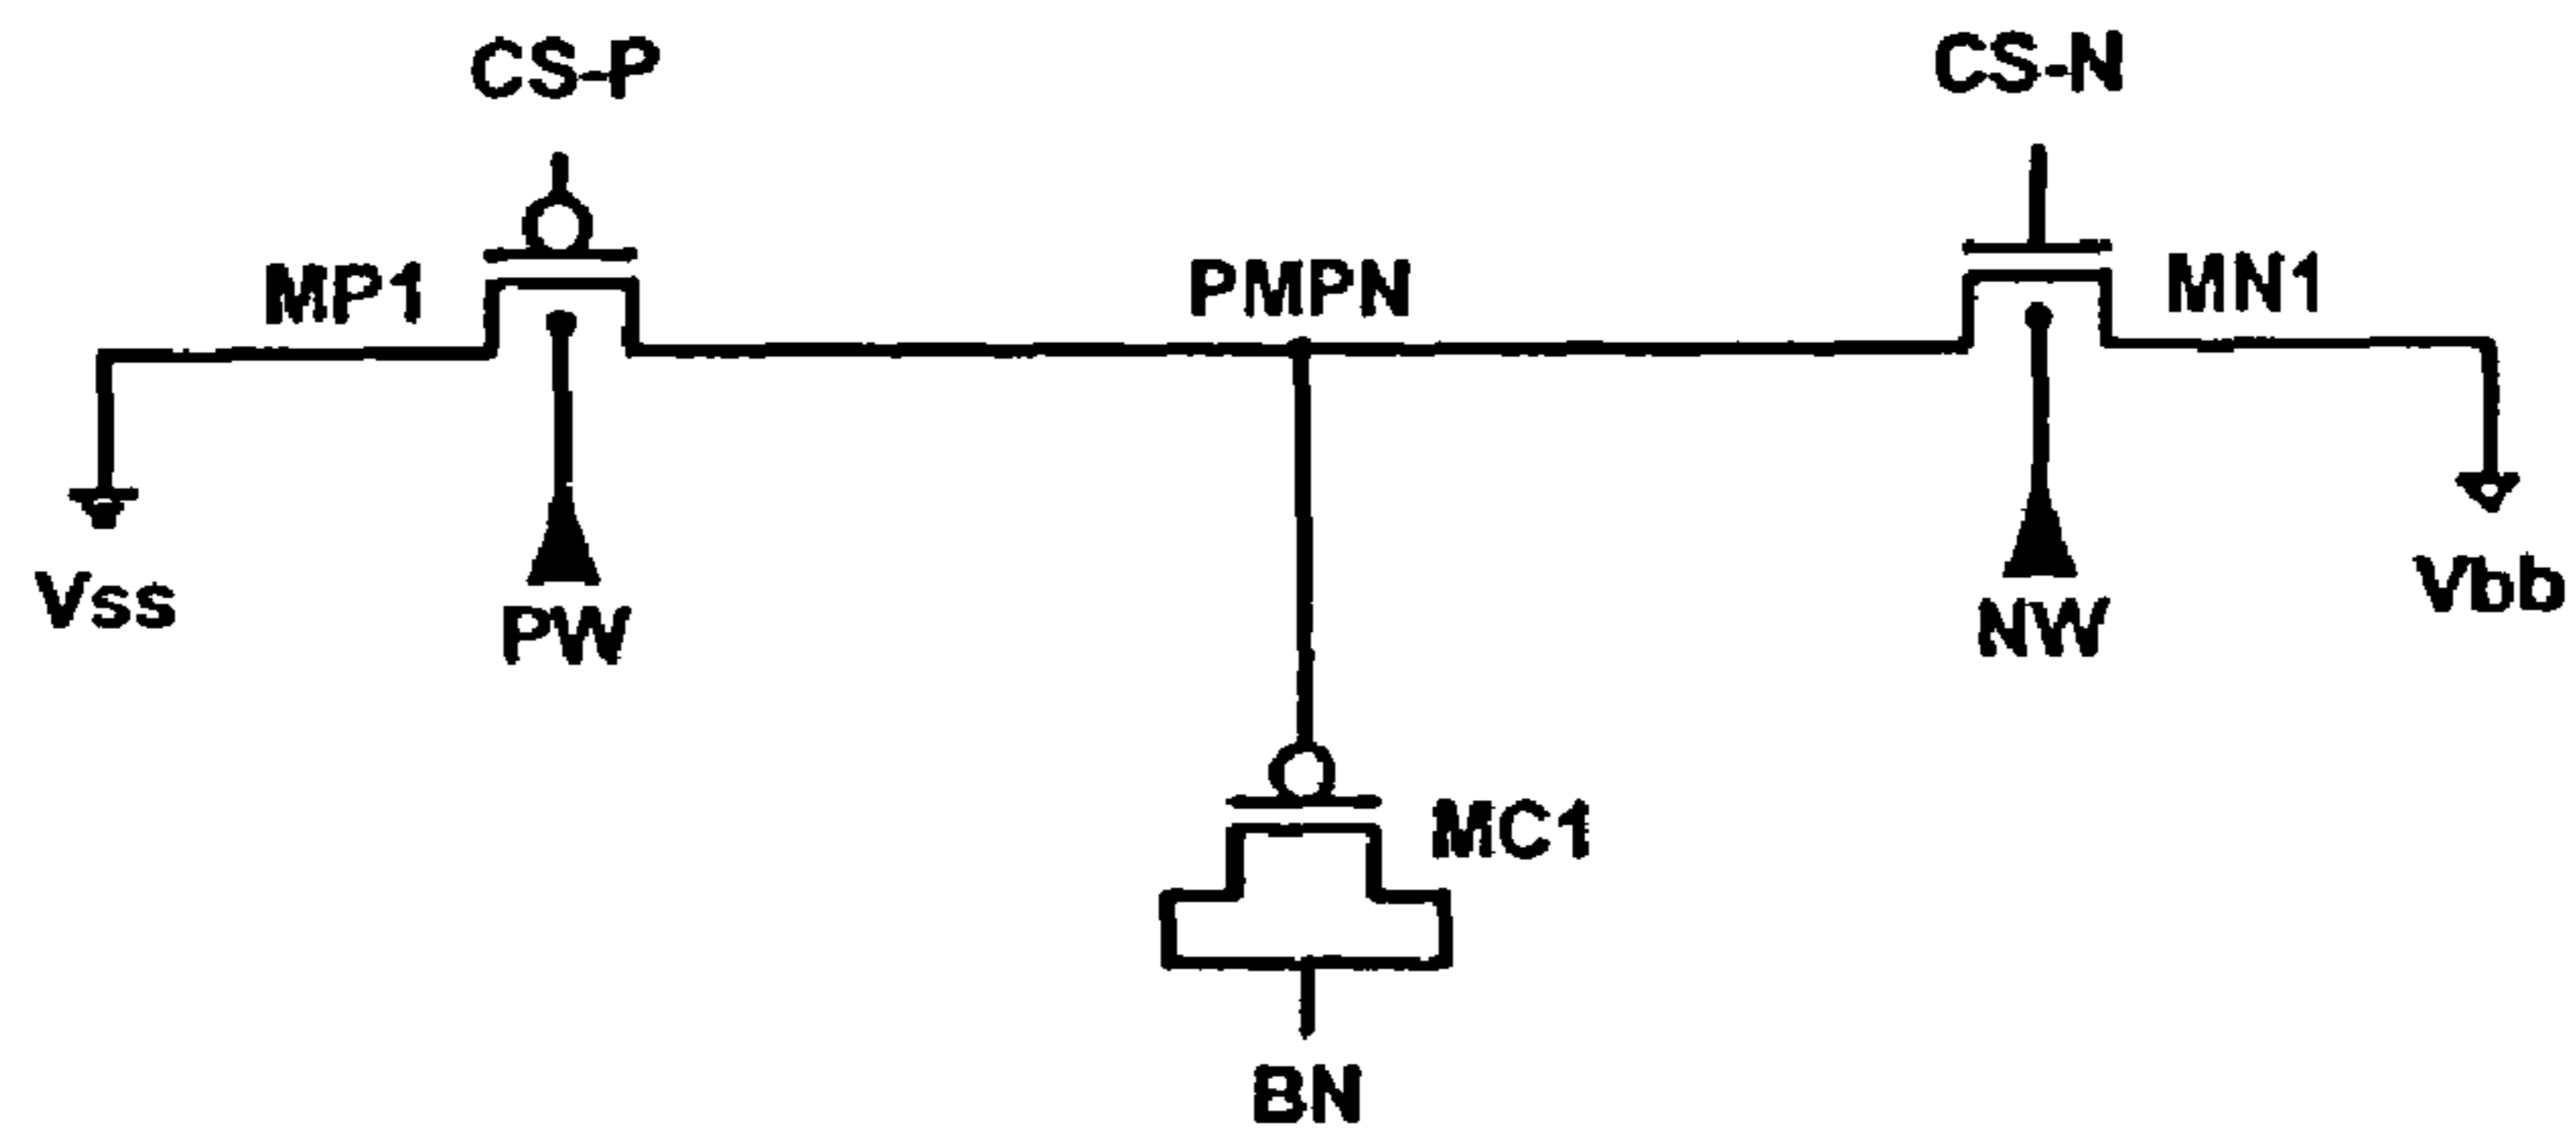 CS-P
CS-N
MP1
PMPN
MN1
Vss
PW
NW
Vbb
MC1
BN